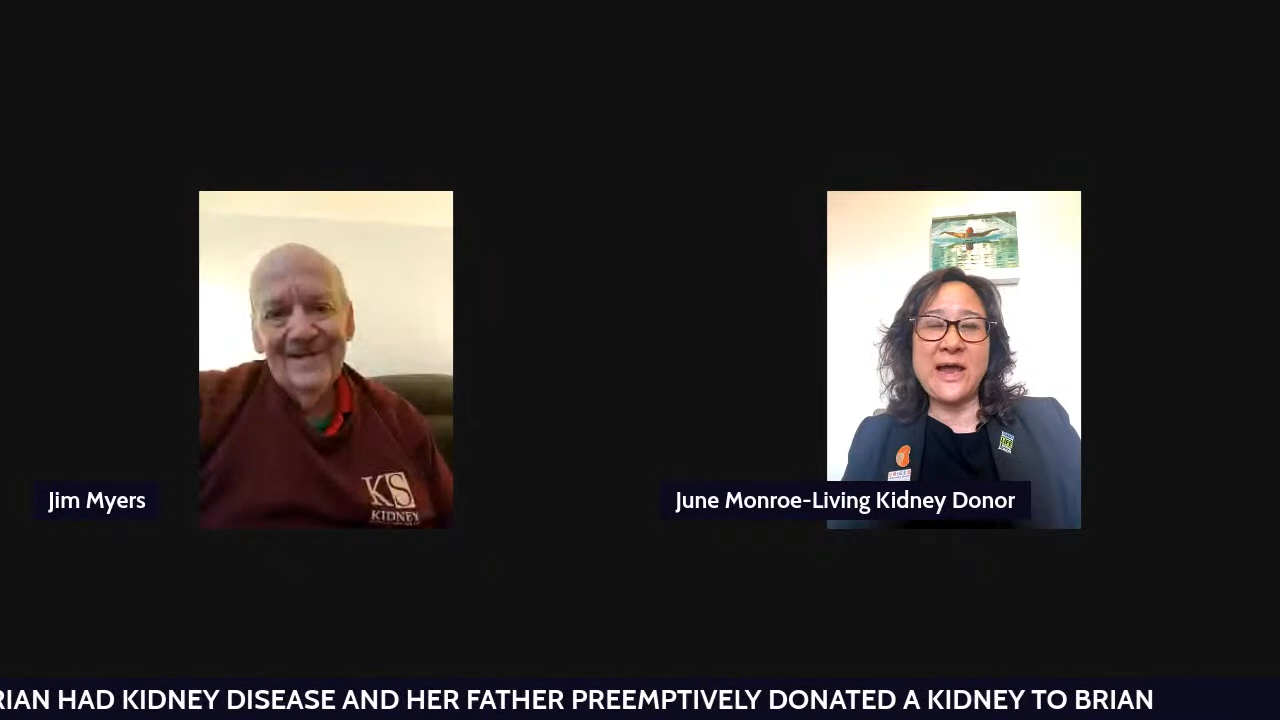 KS
KIDNEY
Jim Myers
June Monroe-Living Kidney Donor
RIAN HAD KIDNEY DISEASE AND HER FATHER PREEMPTIVELY DONATED A KIDNEY TO BRIAN